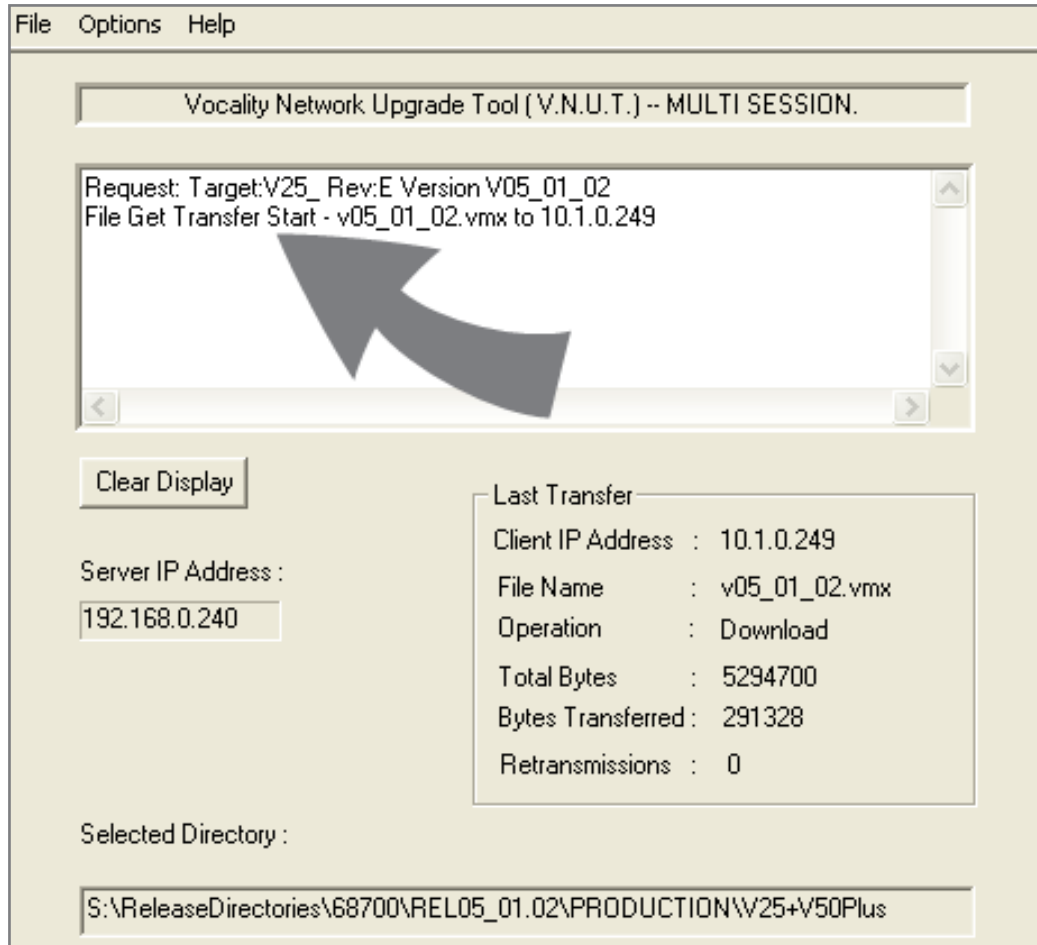 File Options Help
Vocality Network Upgrade Tool ( V.N.U.T.) -- MULTI SESSION.
Request: Target:V25_ Rev:E Version V05_01_02
File Get Transfer Start - v05_01_02.vmx to 10.1.0.249
Clear Display
Last Transfer
Client IP Address : 10.1.0.249
File Name : v05_01_02.vmx
Operation : Download
Total Bytes : 5294700
Bytes Transferred : 291328
Retransmissions : 0
Server IP Address :
192.168.0.240
Selected Directory :
S:\ReleaseDirectories\68700\REL05_01.02\PRODUCTION\V25+V50Plus